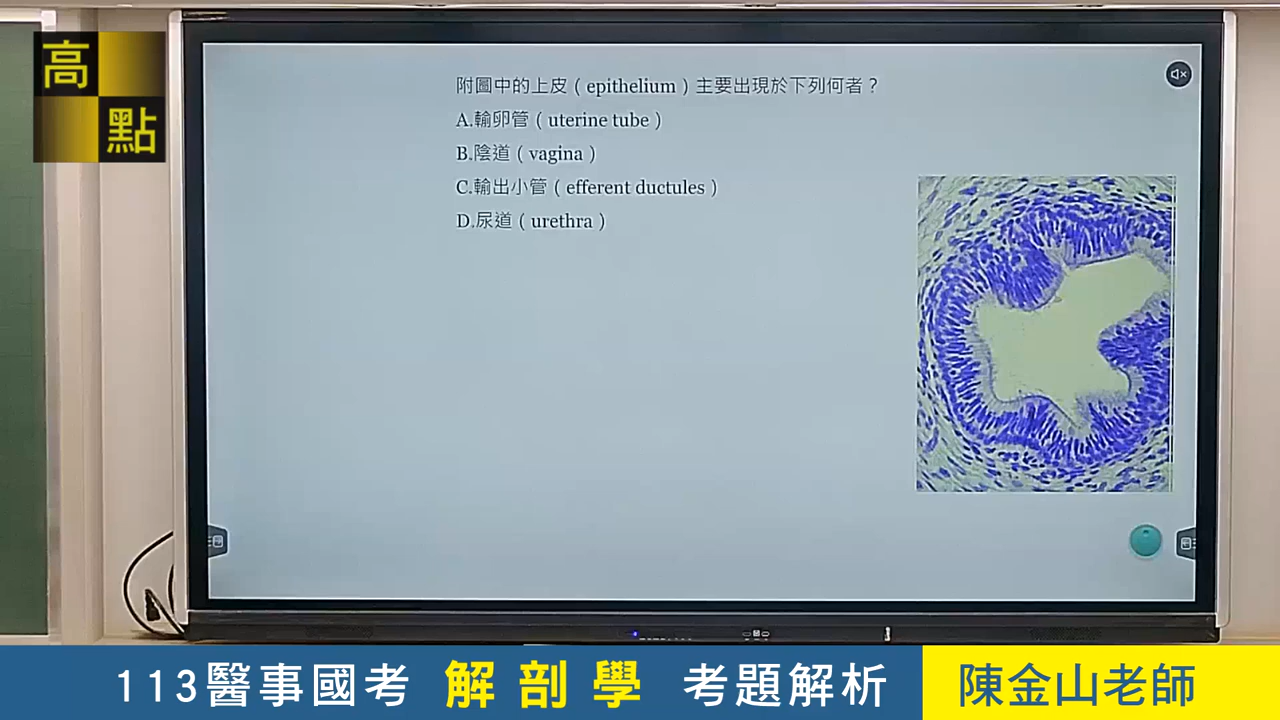 高
點
附圖中的上皮（epithelium）主要出現於下列何者？
A.輸卵管（uterine tube）
B.陰道（vagina）
C.輸出小管（efferent ductules）
D.尿道（urethra）
113醫事國考 解剖學 考題解析 陳金山老師